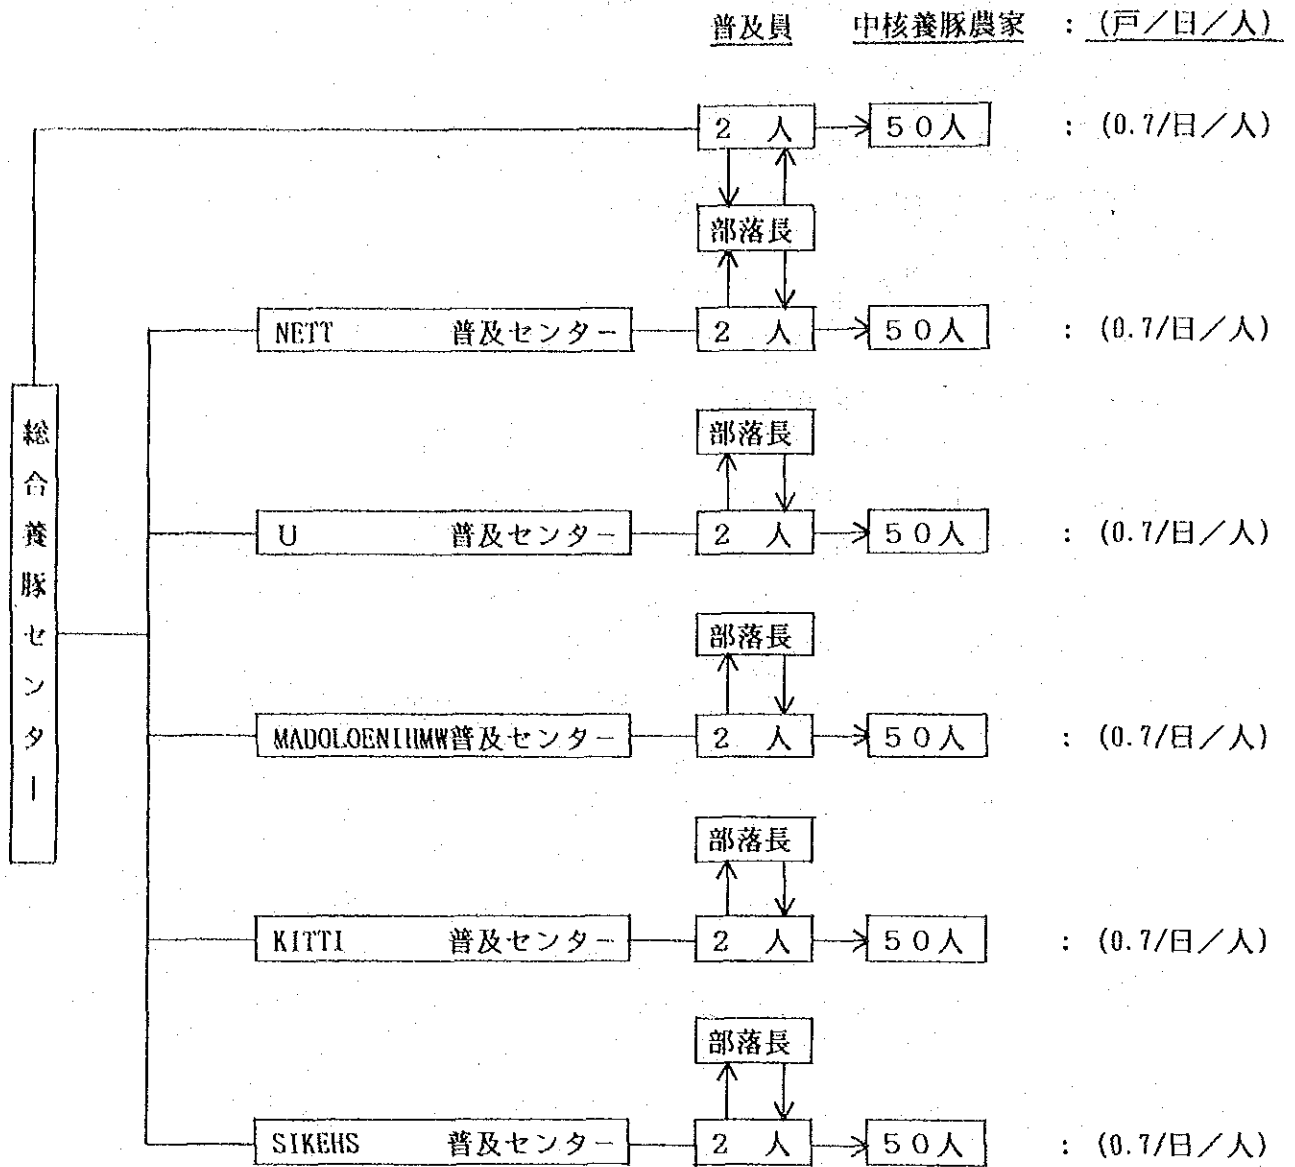 普及員 中核養豚農家 : (戸／日／人)
2 人 50人 : (0.7/日／人)
部落長
NETT 普及センター 2 人 50人 : (0.7/日／人)
総合養豚センター
部落長
U 普及センター 2 人 50人 : (0.7/日／人)
部落長
MADOLOENIHMW普及センター 2 人 50人 : (0.7/日／人)
部落長
KITTI 普及センター 2 人 50人 : (0.7/日／人)
部落長
SIKEHS 普及センター 2 人 50人 : (0.7/日／人)